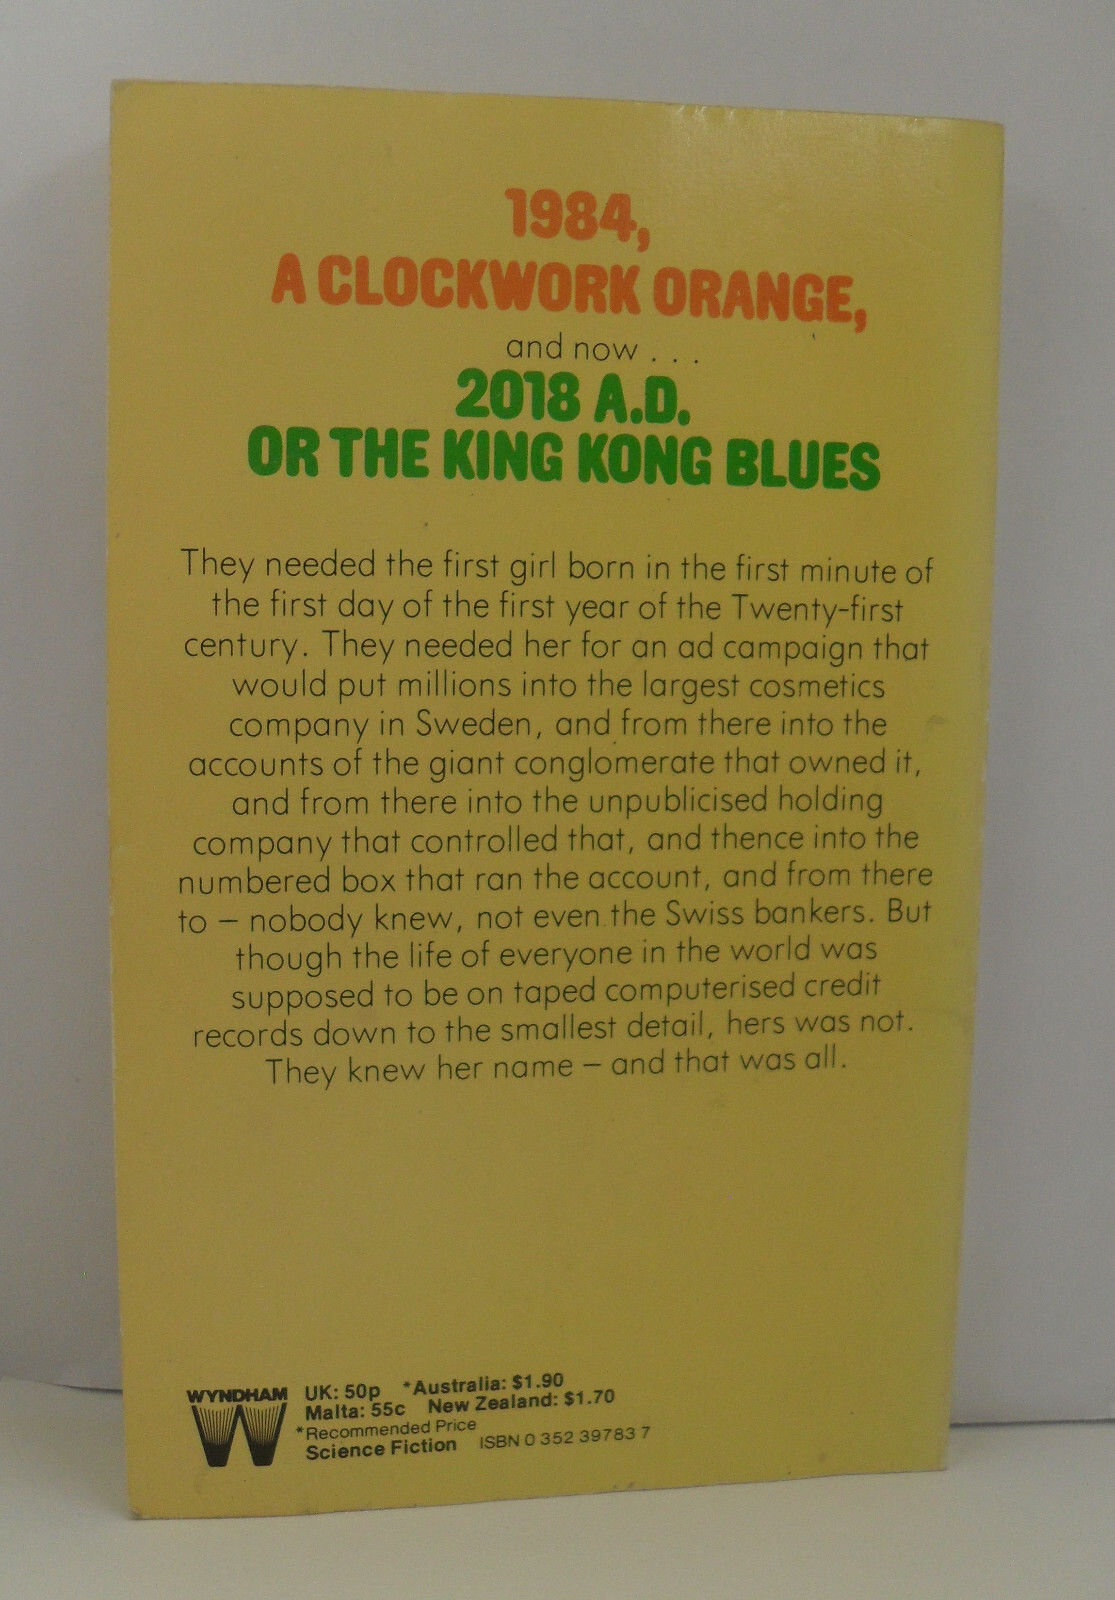 1984,
A CLOCKWORK ORANGE,
and now . . .
2018 A.D.
OR THE KING KONG BLUES
They needed the first girl born in the first minute of
the first day of the first year of the Twenty-first
century. They needed her for an ad campaign that
would put millions into the largest cosmetics
company in Sweden, and from there into the
accounts of the giant conglomerate that owned it,
and from there into the unpublicised holding
company that controlled that, and thence into the
numbered box that ran the account, and from there
to – nobody knew, not even the Swiss bankers. But
though the life of everyone in the world was
supposed to be on taped computerised credit
records down to the smallest detail, hers was not.
They knew her name – and that was all.
WYNDHAM
W
UK: 50p *Australia: $1.90
Malta: 55c New Zealand: $1.70
*Recommended Price
Science Fiction ISBN 0 352 39783 7